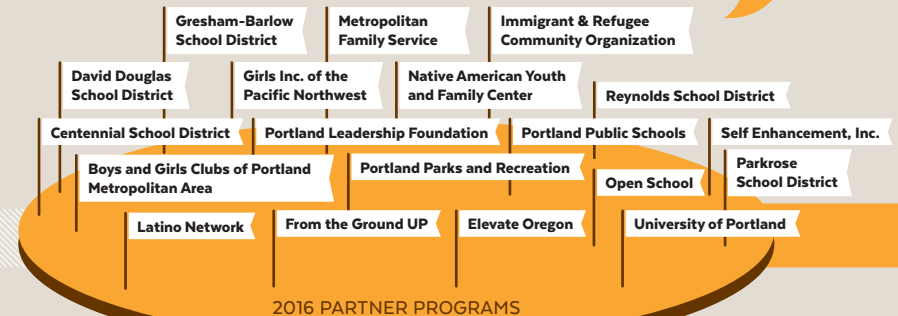 Gresham-Barlow
School District
Metropolitan
Family Service
Immigrant & Refugee
Community Organization
David Douglas
School District
Girls Inc. of the
Pacific Northwest
Native American Youth
and Family Center
Reynolds School District
Centennial School District
Portland Leadership Foundation
Portland Public Schools
Self Enhancement, Inc.
Boys and Girls Clubs of Portland
Metropolitan Area
Portland Parks and Recreation
Open School
Parkrose
School District
Latino Network
From the Ground UP
Elevate Oregon
University of Portland
2016 PARTNER PROGRAMS